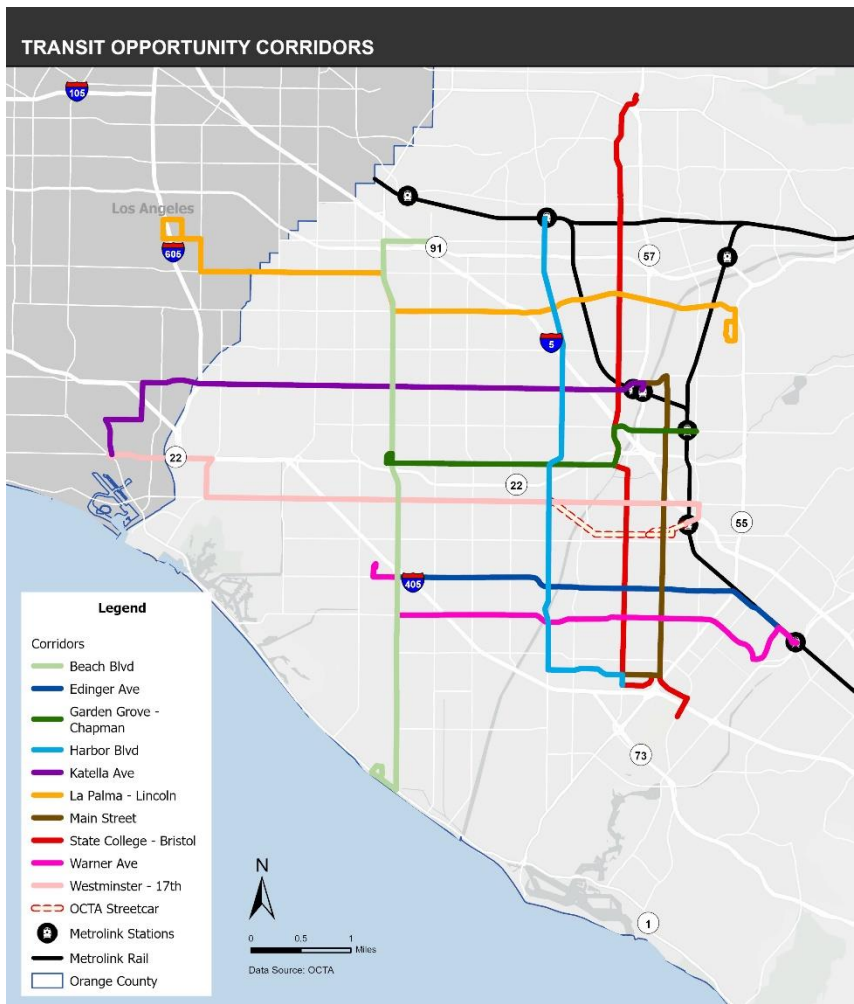 TRANSIT OPPORTUNITY CORRIDORS
105
Los Angeles
605
91
57
5
22
22
55
405
73
1
Legend
Corridors
Beach Blvd
Edinger Ave
Garden Grove -
Chapman
Harbor Blvd
Katella Ave
La Palma - Lincoln
Main Street
State College - Bristol
Warner Ave
Westminster - 17th
OCTA Streetcar
Metrolink Stations
Metrolink Rail
Orange County
N
0 0.5 1
Miles
Data Source: OCTA